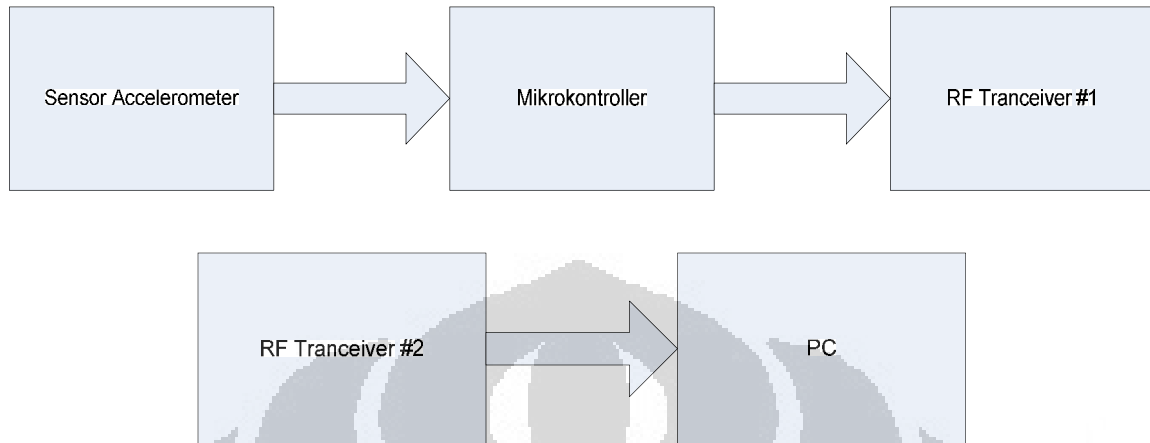 Sensor Accelerometer
Mikrokontroller
RF Tranceiver #1
RF Tranceiver #2
PC